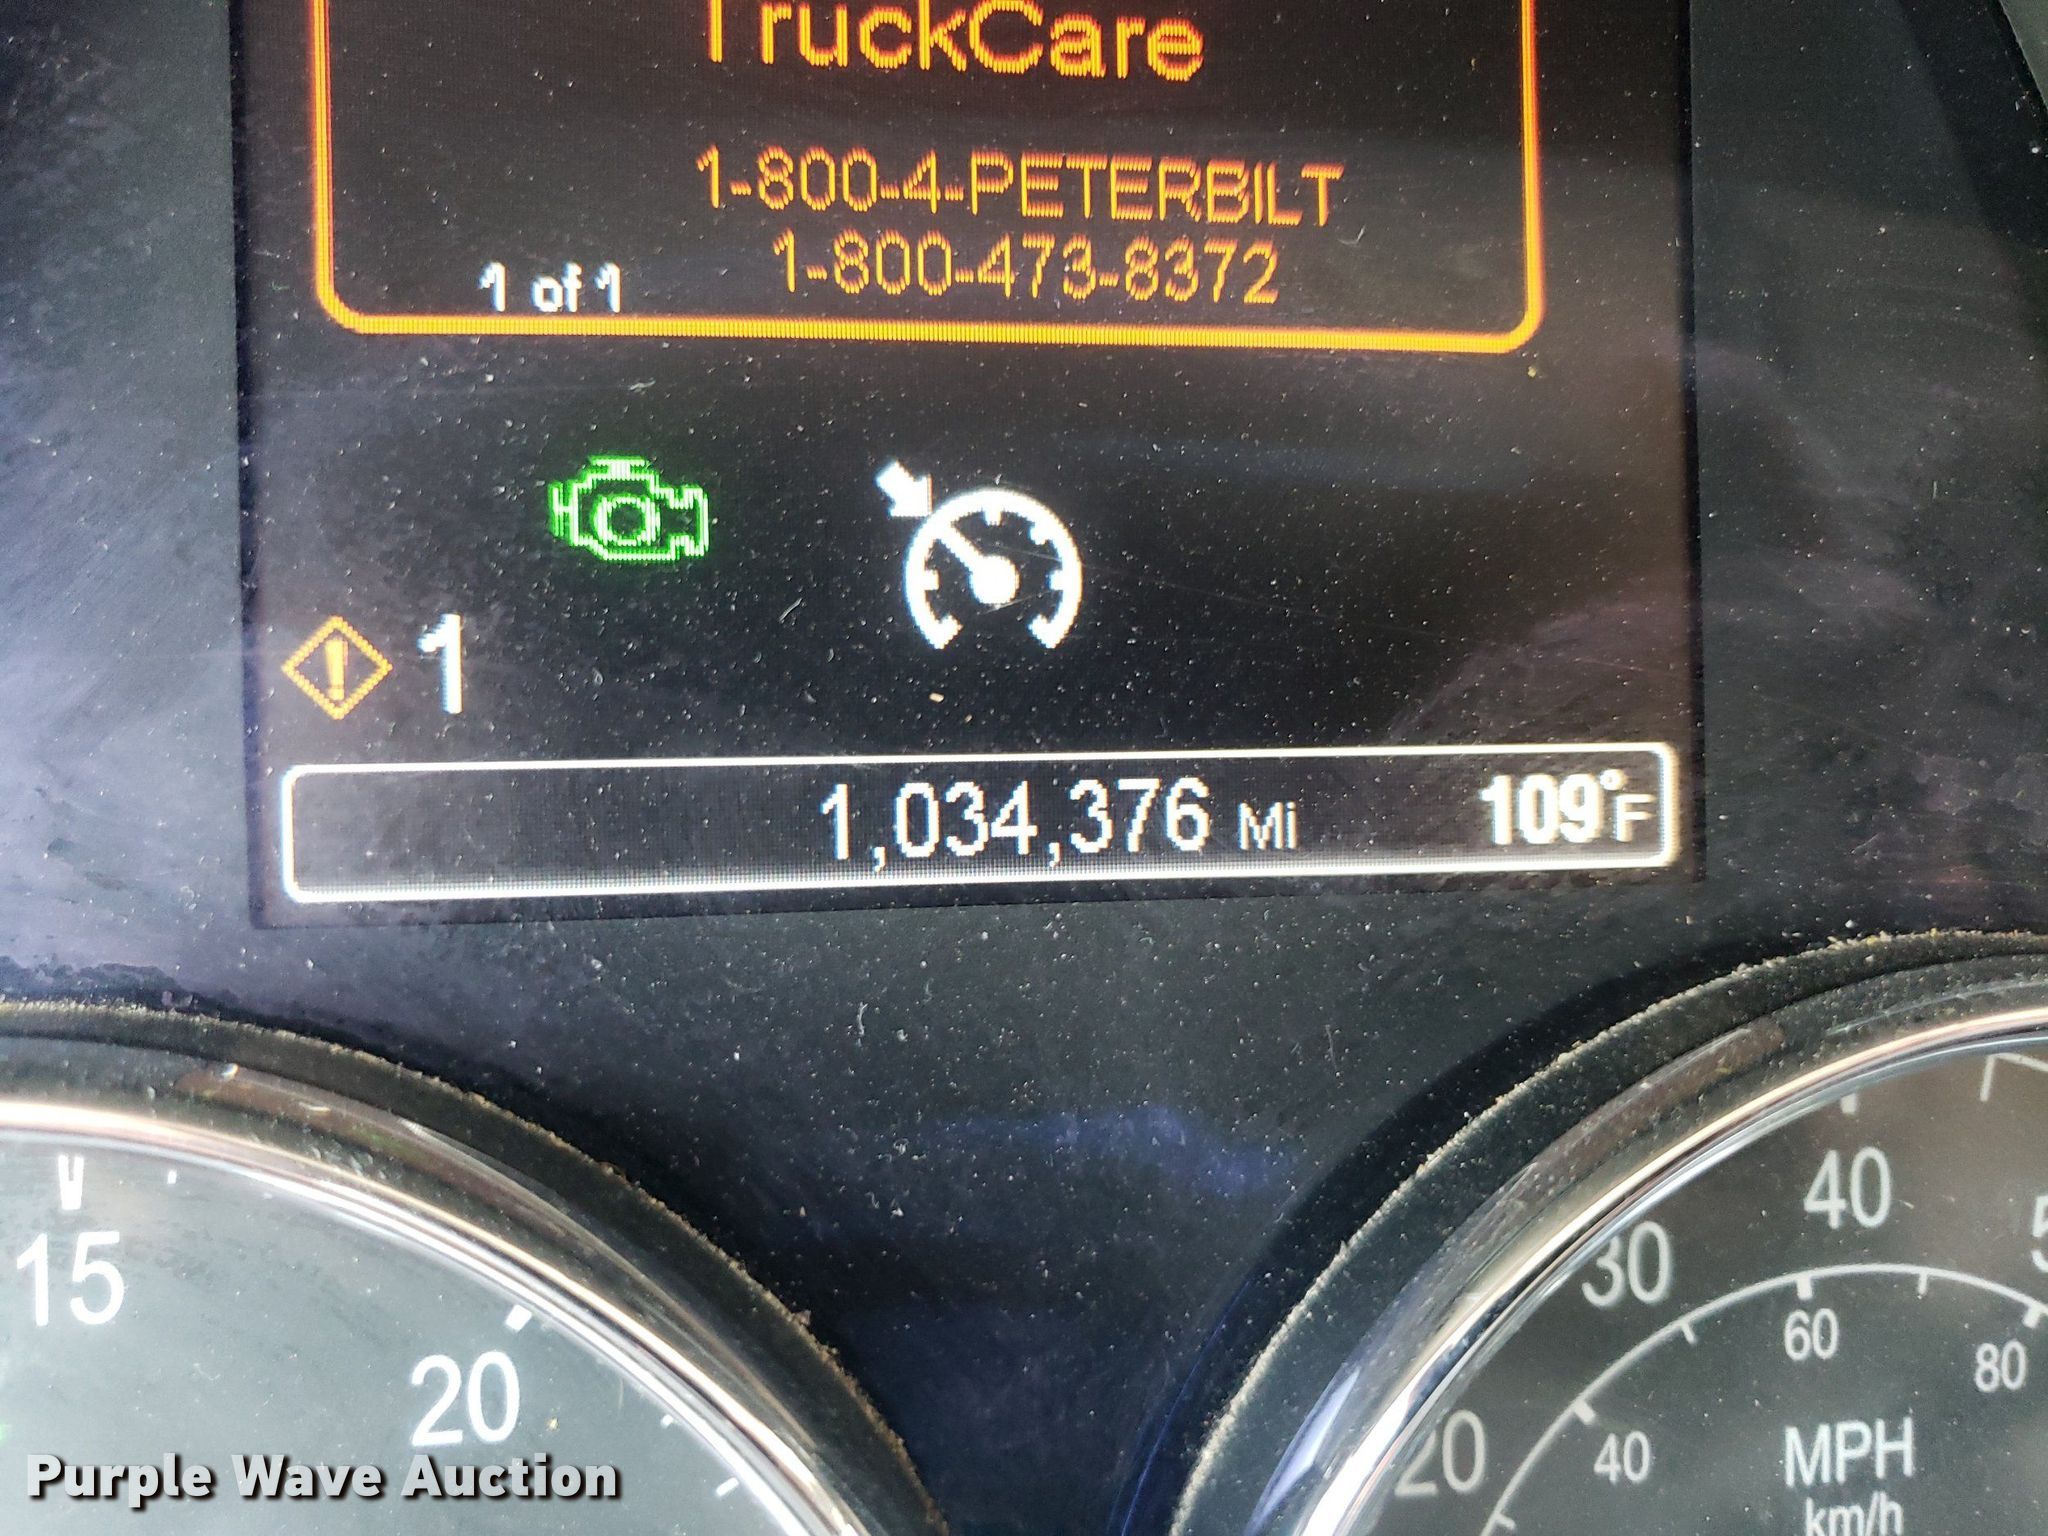 TruckCare
1-800-4-PETERBILT
1-800-473-8372
1 of 1
1
1,034,376 Mi
109°F
15
20
20
30
40
40
60
80
MPH
km/h
Purple Wave Auction